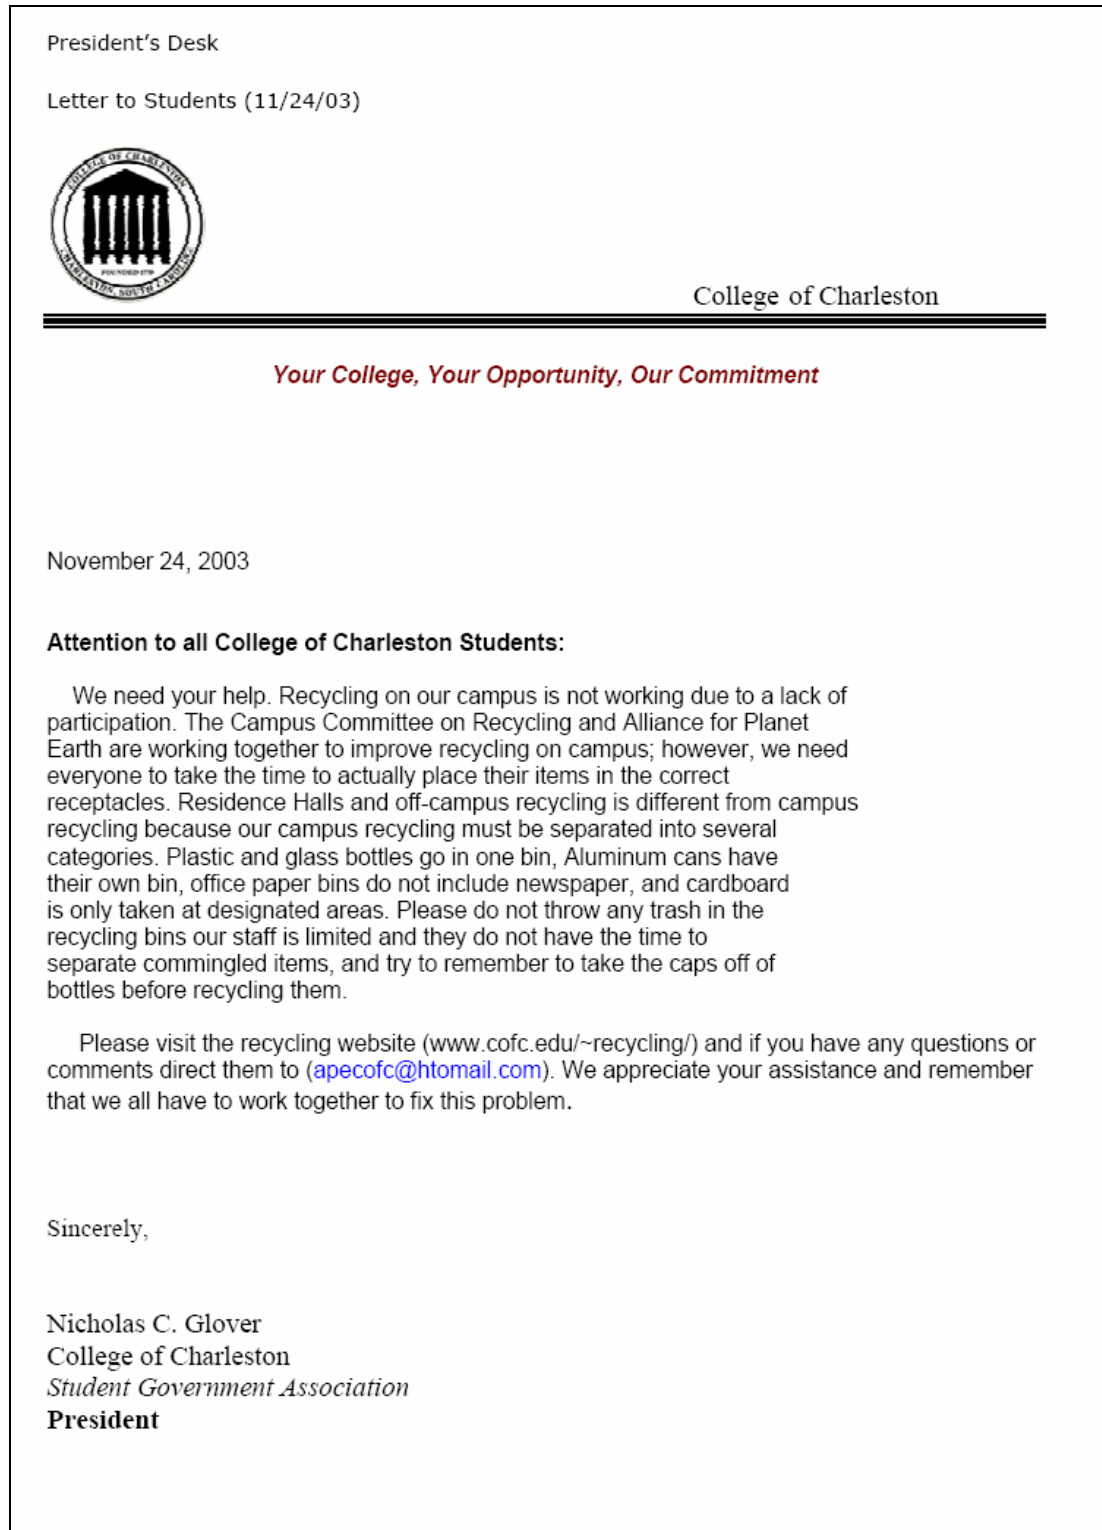 President's Desk
Letter to Students (11/24/03)
COLLEGE OF CHARLESTON
FOUNDED 1770
CHARLESTON, SOUTH CAROLINA
College of Charleston
Your College, Your Opportunity, Our Commitment
November 24, 2003
Attention to all College of Charleston Students:
We need your help. Recycling on our campus is not working due to a lack of
participation. The Campus Committee on Recycling and Alliance for Planet
Earth are working together to improve recycling on campus; however, we need
everyone to take the time to actually place their items in the correct
receptacles. Residence Halls and off-campus recycling is different from campus
recycling because our campus recycling must be separated into several
categories. Plastic and glass bottles go in one bin, Aluminum cans have
their own bin, office paper bins do not include newspaper, and cardboard
is only taken at designated areas. Please do not throw any trash in the
recycling bins our staff is limited and they do not have the time to
separate commingled items, and try to remember to take the caps off of
bottles before recycling them.
Please visit the recycling website (www.cofc.edu/~recycling/) and if you have any questions or
comments direct them to (apecofc@htomail.com). We appreciate your assistance and remember
that we all have to work together to fix this problem.
Sincerely,
Nicholas C. Glover
College of Charleston
Student Government Association
President